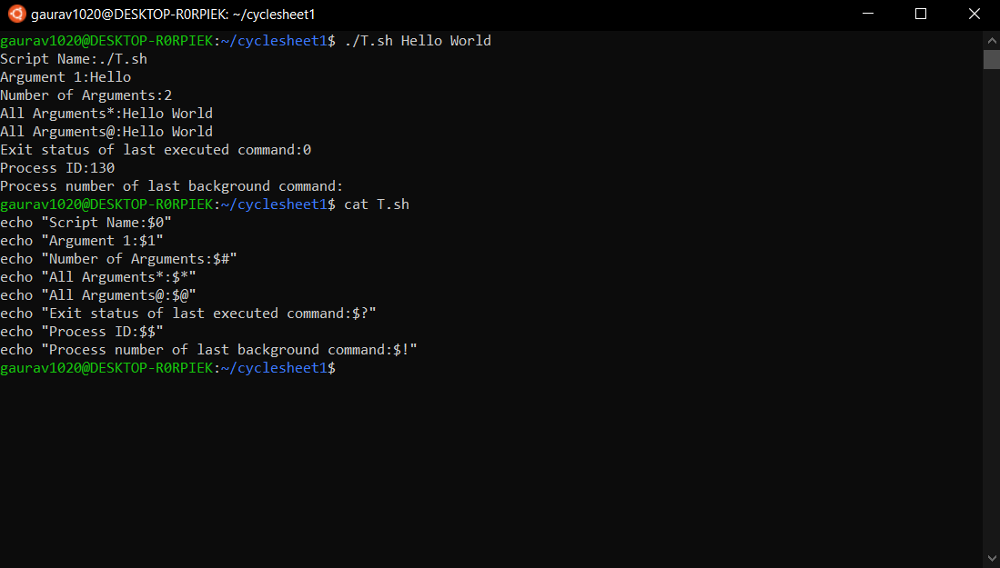 gaurav1020@DESKTOP-R0RPIEK: ~/cyclesheet1
gaurav1020@DESKTOP-R0RPIEK:~/cyclesheet1$ ./T.sh Hello World
Script Name:./T.sh
Argument 1:Hello
Number of Arguments:2
All Arguments*:Hello World
All Arguments@:Hello World
Exit status of last executed command:0
Process ID:130
Process number of last background command:
gaurav1020@DESKTOP-R0RPIEK:~/cyclesheet1$ cat T.sh
echo "Script Name:$0"
echo "Argument 1:$1"
echo "Number of Arguments:$#"
echo "All Arguments*:$*"
echo "All Arguments@:$@"
echo "Exit status of last executed command:$?"
echo "Process ID:$$"
echo "Process number of last background command:$!"
gaurav1020@DESKTOP-R0RPIEK:~/cyclesheet1$